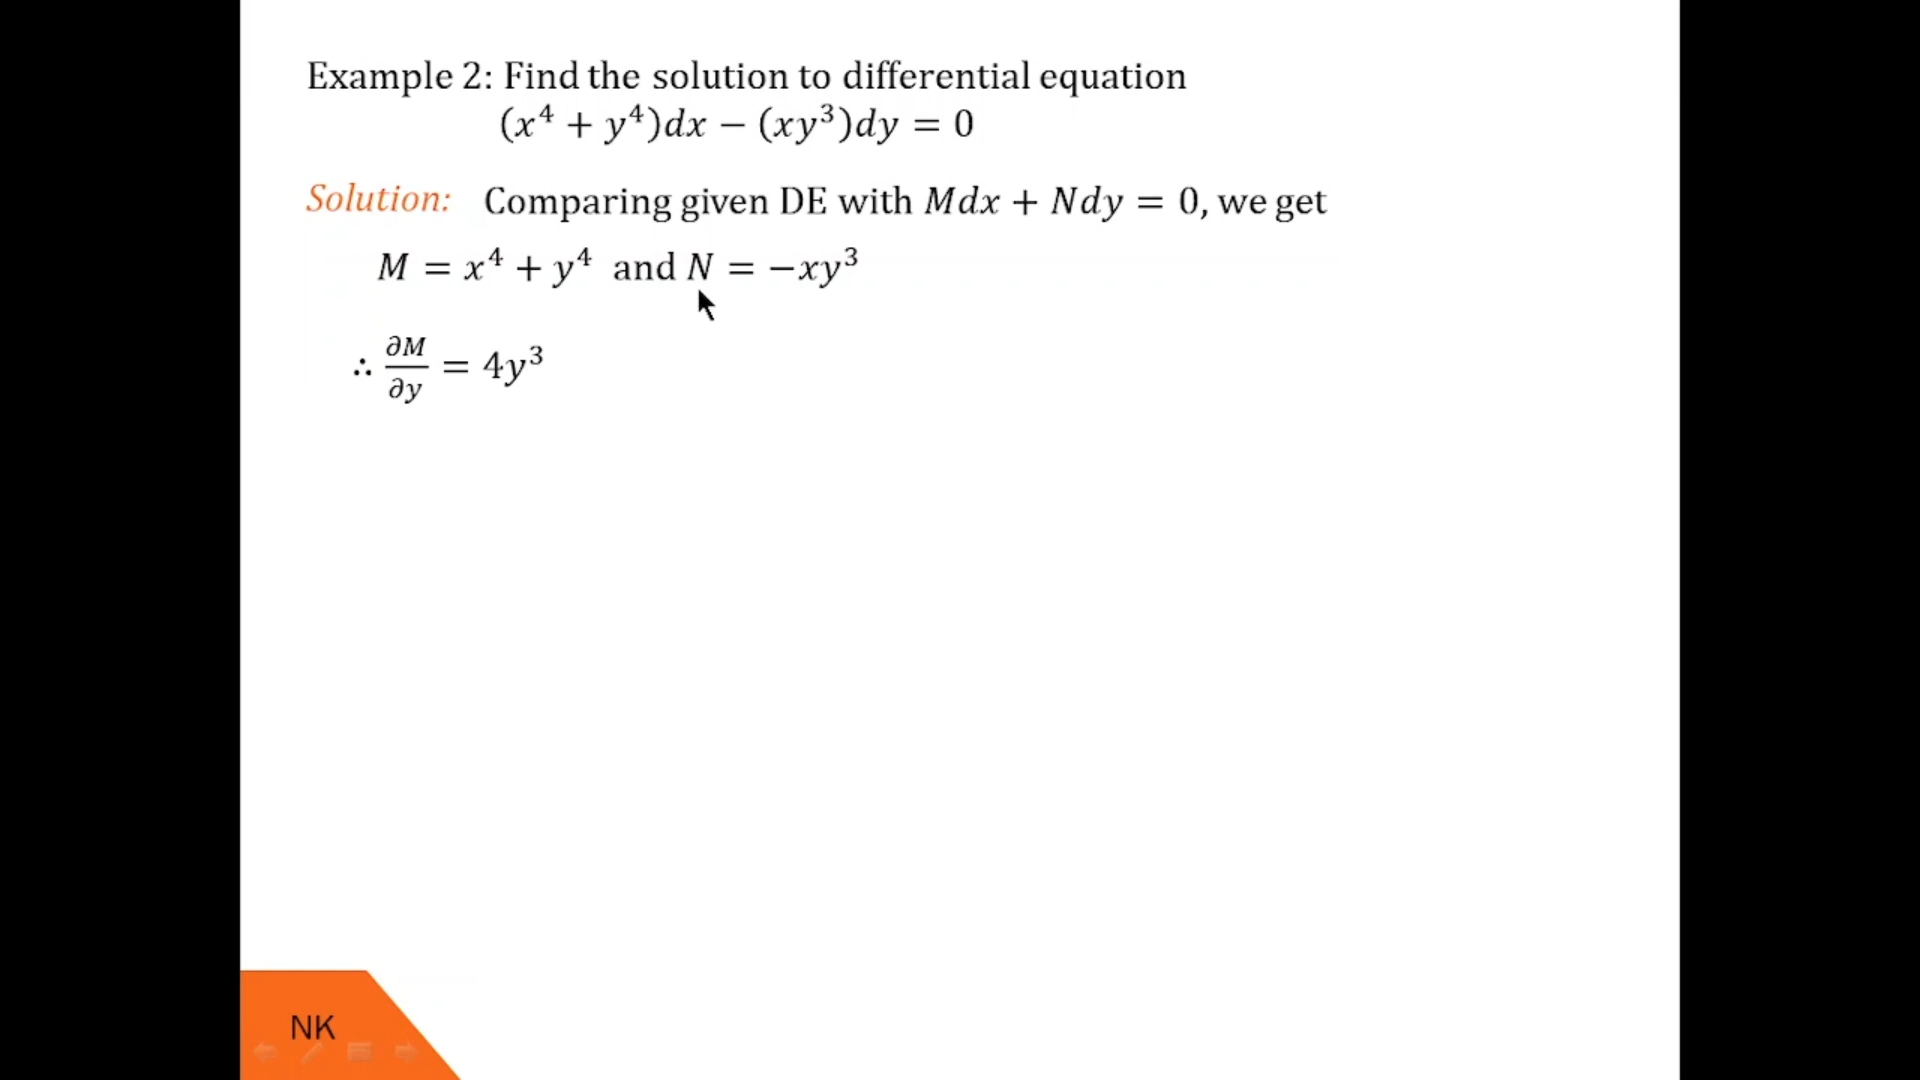 Example 2: Find the solution to differential equation
(x⁴ + y⁴)dx − (xy³)dy = 0
Solution: Comparing given DE with Mdx + Ndy = 0, we get
M = x⁴ + y⁴ and N = −xy³
∴ ∂M/∂y = 4y³
NK